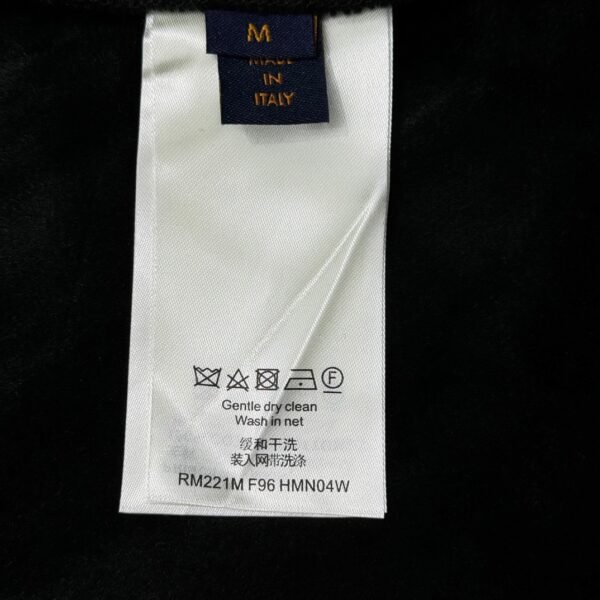 M
MADE
IN
ITALY
F
Gentle dry clean
Wash in net
缓和干洗
装入网带洗涤
RM221M F96 HMN04W